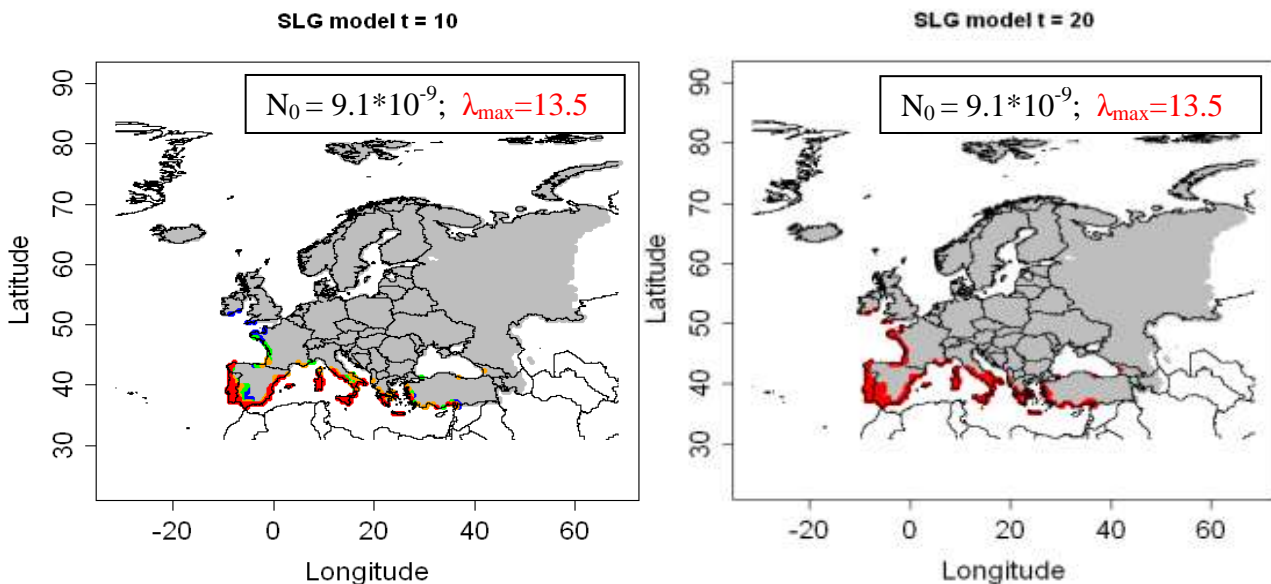 SLG model t = 10
N₀ = 9.1*10⁻⁹; λmax=13.5
90
80
70
60
50
40
30
Latitude
-20 0 20 40 60
Longitude
SLG model t = 20
N₀ = 9.1*10⁻⁹; λmax=13.5
90
80
70
60
50
40
30
Latitude
-20 0 20 40 60
Longitude